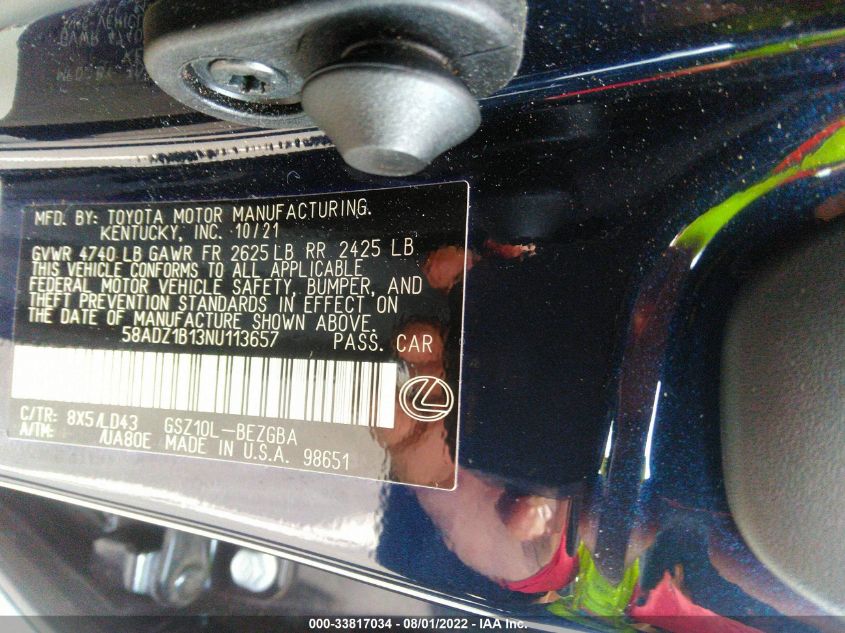 MFD. BY: TOYOTA MOTOR MANUFACTURING.
KENTUCKY, INC. 10/21
GVWR 4740 LB GAWR FR 2625 LB RR 2425 LB
THIS VEHICLE CONFORMS TO ALL APPLICABLE
FEDERAL MOTOR VEHICLE SAFETY, BUMPER, AND
THEFT PREVENTION STANDARDS IN EFFECT ON
THE DATE OF MANUFACTURE SHOWN ABOVE.
58ADZ1B13NU113657 PASS. CAR
C/TR: 8X5/LD43 GSZ10L-BEZGBA
A/TM: /UA80E MADE IN U.S.A. 98651
000-33817034 - 08/01/2022 - IAA Inc.